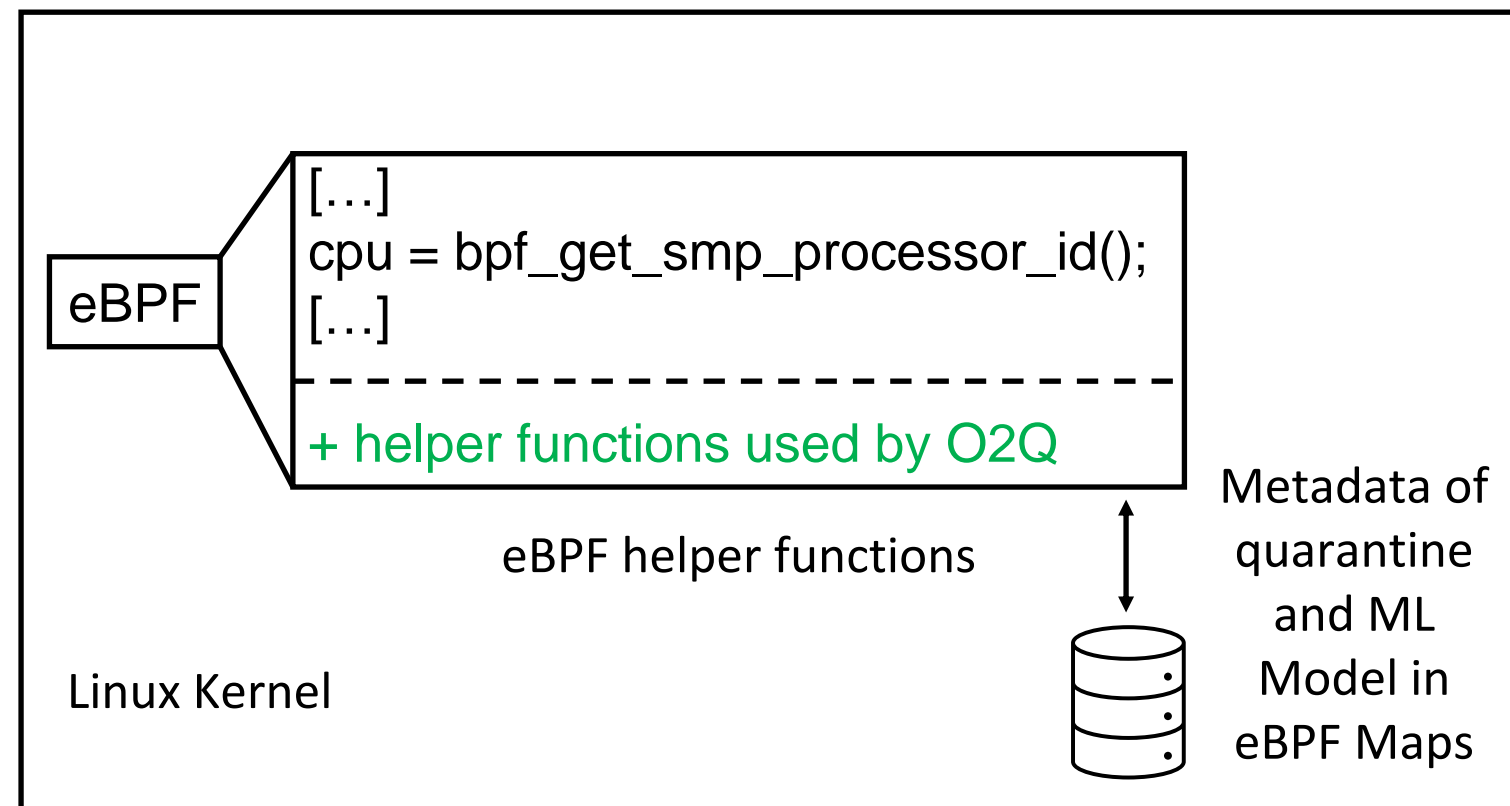 […]
cpu = bpf_get_smp_processor_id();
[…]
eBPF
+ helper functions used by O2Q
eBPF helper functions
Metadata of
quarantine
and ML
Model in
eBPF Maps
Linux Kernel